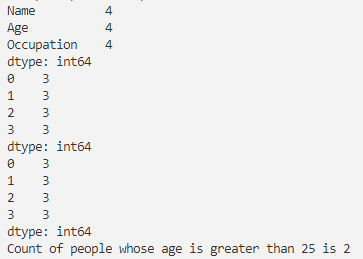 Name          4
Age           4
Occupation    4
dtype: int64
0    3
1    3
2    3
3    3
dtype: int64
0    3
1    3
2    3
3    3
dtype: int64
Count of people whose age is greater than 25 is 2